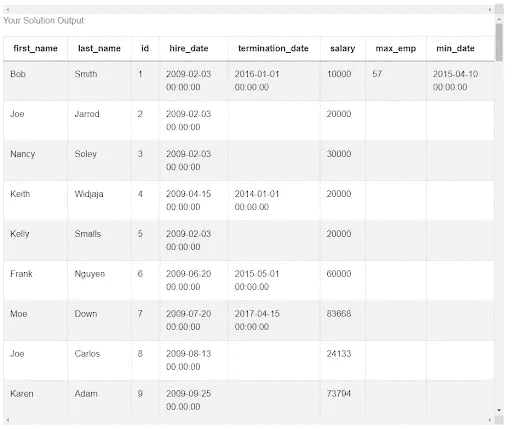 Your Solution Output:
first_name last_name id hire_date termination_date salary max_emp min_date
Bob Smith 1 2009-02-03 2016-01-01 10000 57 2015-04-10
00:00:00 00:00:00 00:00:00
Joe Jarrod 2 2009-02-03 20000
00:00:00
Nancy Soley 3 2009-02-03 30000
00:00:00
Keith Widjaja 4 2009-04-15 2014-01-01 20000
00:00:00 00:00:00
Kelly Smalls 5 2009-02-03 20000
00:00:00
Frank Nguyen 6 2009-06-20 2015-05-01 60000
00:00:00 00:00:00
Moe Down 7 2009-07-20 2017-04-15 83668
00:00:00 00:00:00
Joe Carlos 8 2009-08-13 24133
00:00:00
Karen Adam 9 2009-09-25 73794
00:00:00